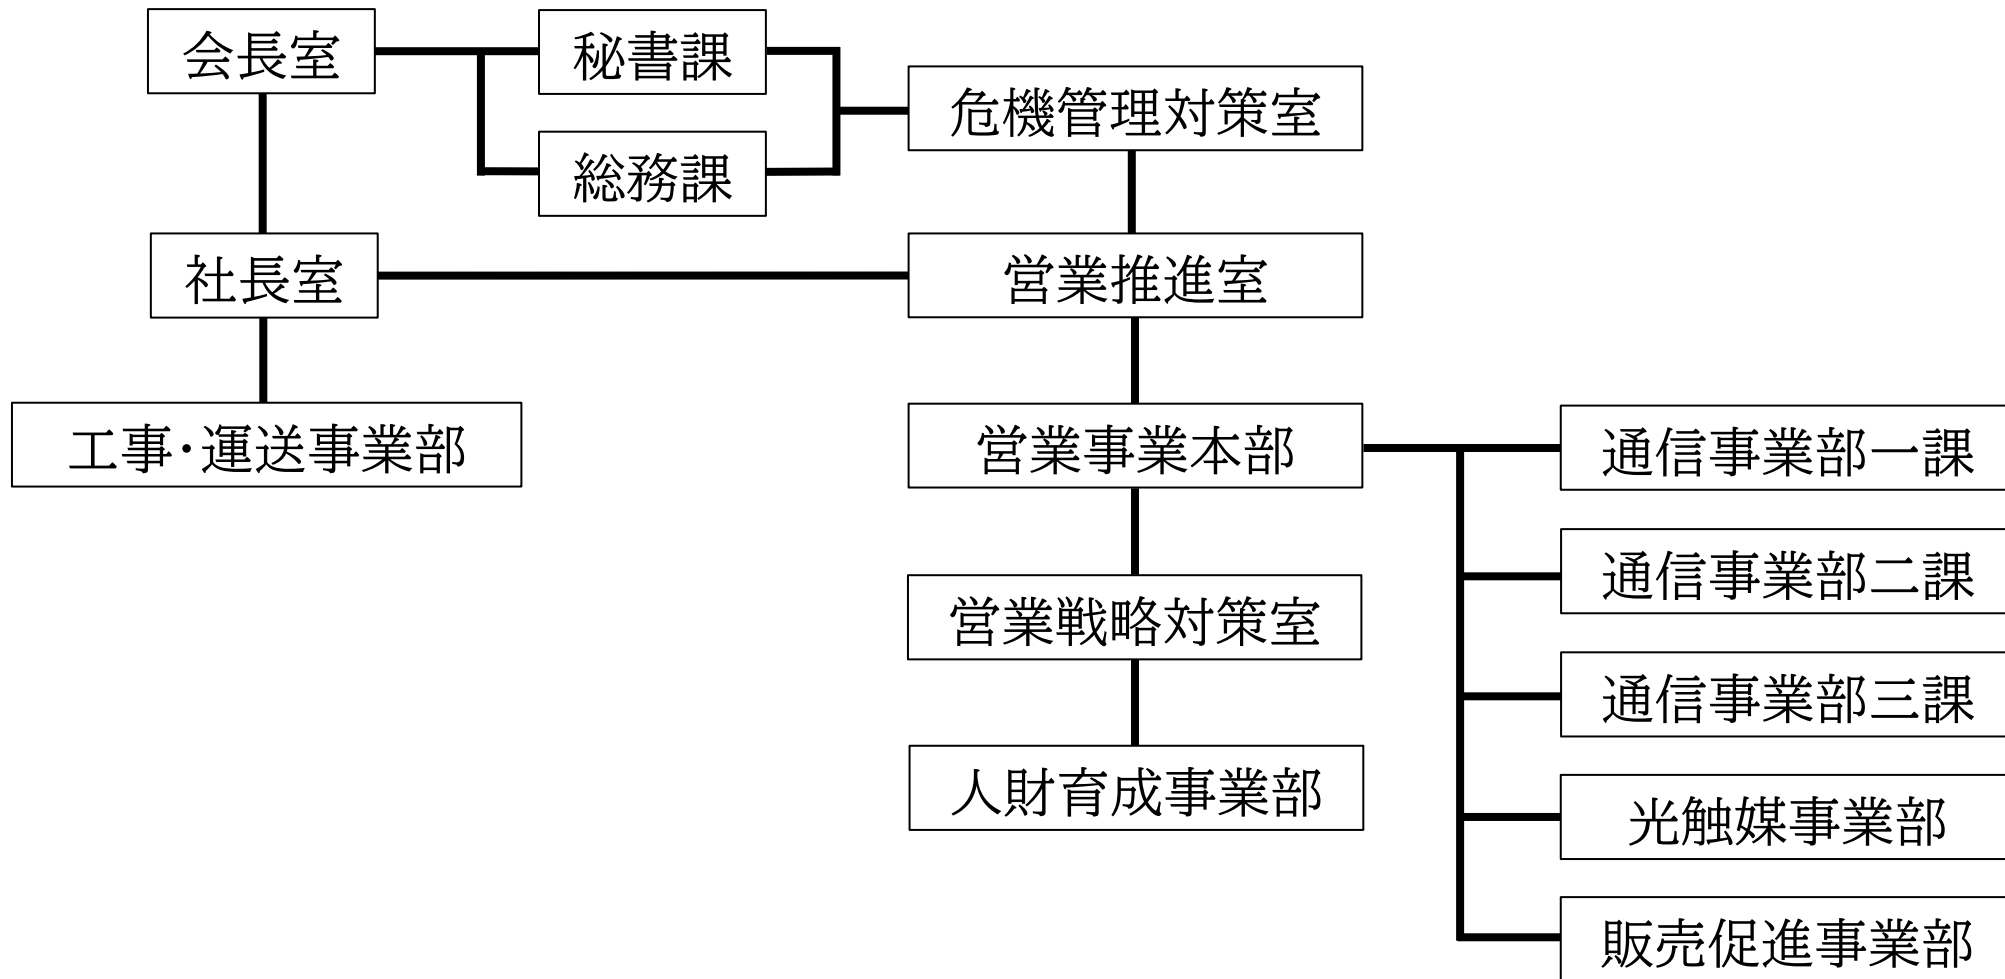 会長室
秘書課
総務課
危機管理対策室
社長室
営業推進室
工事・運送事業部
営業事業本部
通信事業部一課
通信事業部二課
営業戦略対策室
通信事業部三課
人財育成事業部
光触媒事業部
販売促進事業部